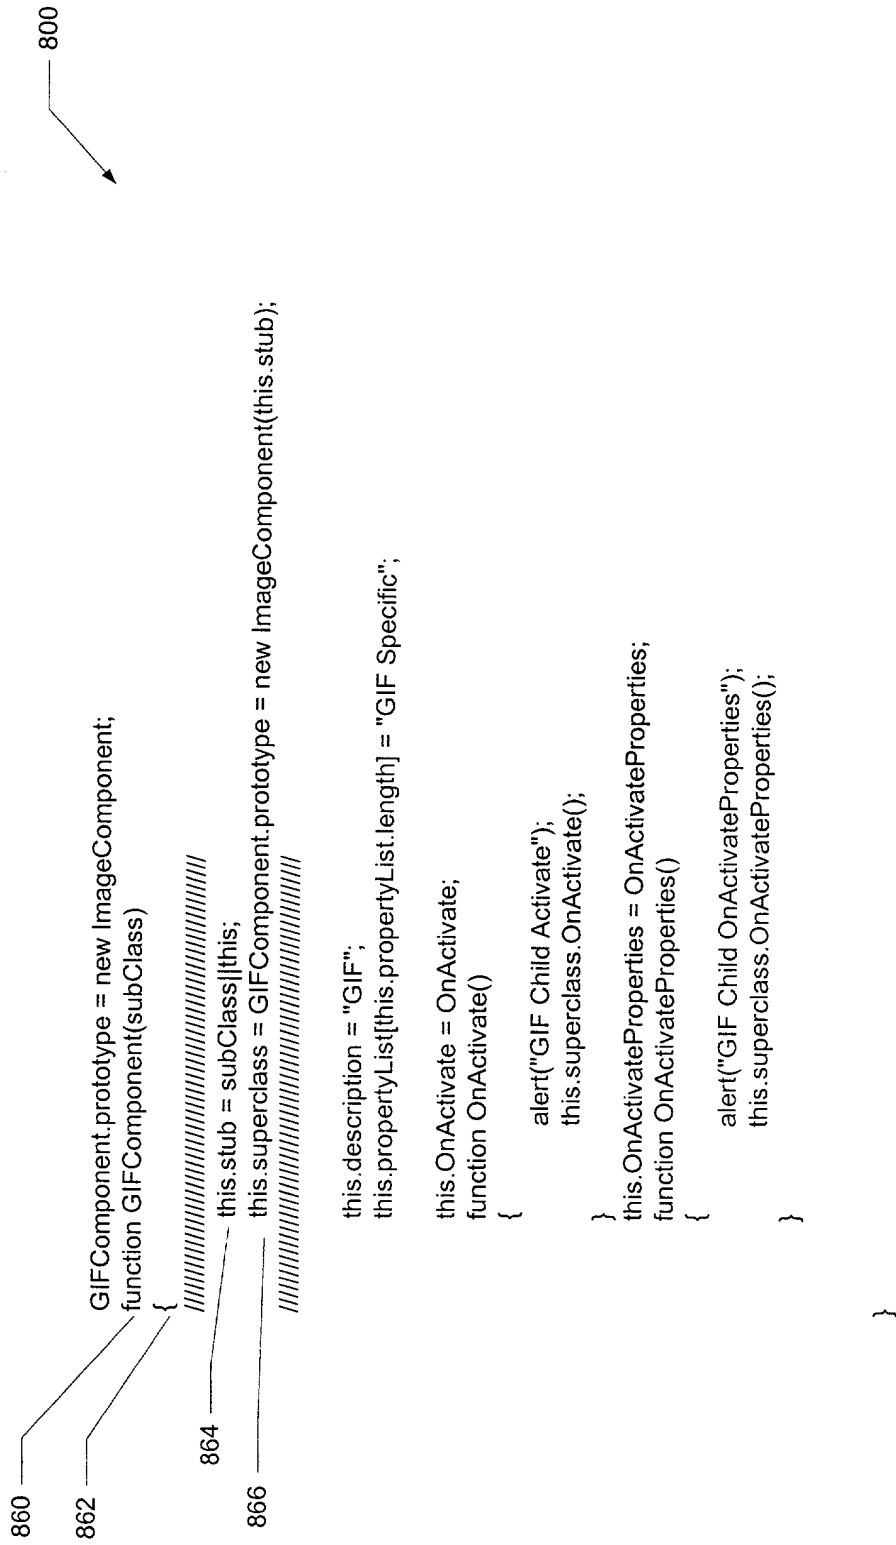 800
860
GIFComponent.prototype = new ImageComponent;
function GIFComponent(subClass)
862
{
////////////////////////////////////////////////////////////////////////
864
this.stub = subClass||this;
866
this.superclass = GIFComponent.prototype = new ImageComponent(this.stub);
////////////////////////////////////////////////////////////////////////
this.description = "GIF";
this.propertyList[this.propertyList.length] = "GIF Specific";
this.OnActivate = OnActivate;
function OnActivate()
{
alert("GIF Child Activate");
this.superclass.OnActivate();
}
this.OnActivateProperties = OnActivateProperties;
function OnActivateProperties()
{
alert("GIF Child OnActivateProperties");
this.superclass.OnActivateProperties();
}
}